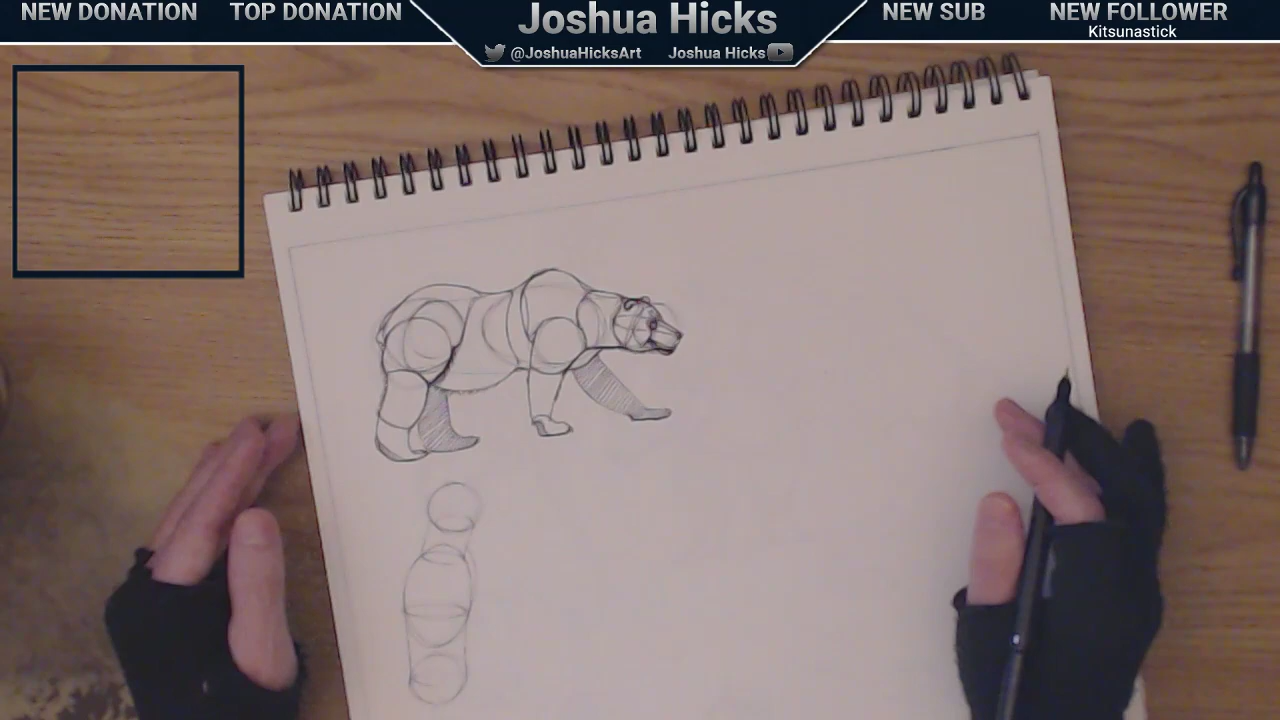 NEW DONATION
TOP DONATION
Joshua Hicks
@JoshuaHicksArt
Joshua Hicks
NEW SUB
NEW FOLLOWER
Kitsunastick